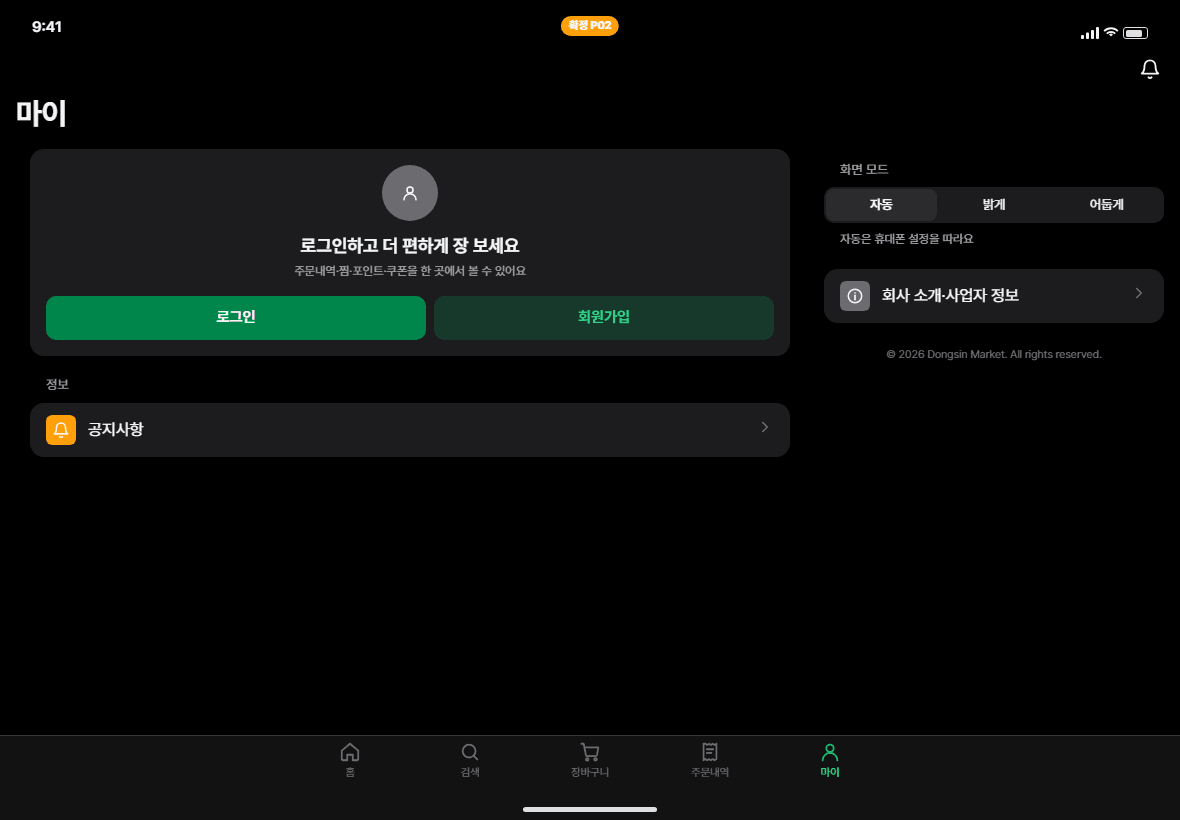 9:41
확정 P02
마이
로그인하고 더 편하게 장 보세요
주문내역·찜·포인트·쿠폰을 한 곳에서 볼 수 있어요
로그인
회원가입
정보
공지사항
화면 모드
자동
밝게
어둡게
자동은 휴대폰 설정을 따라요
회사 소개·사업자 정보
© 2026 Dongsin Market. All rights reserved.
홈
검색
장바구니
주문내역
마이